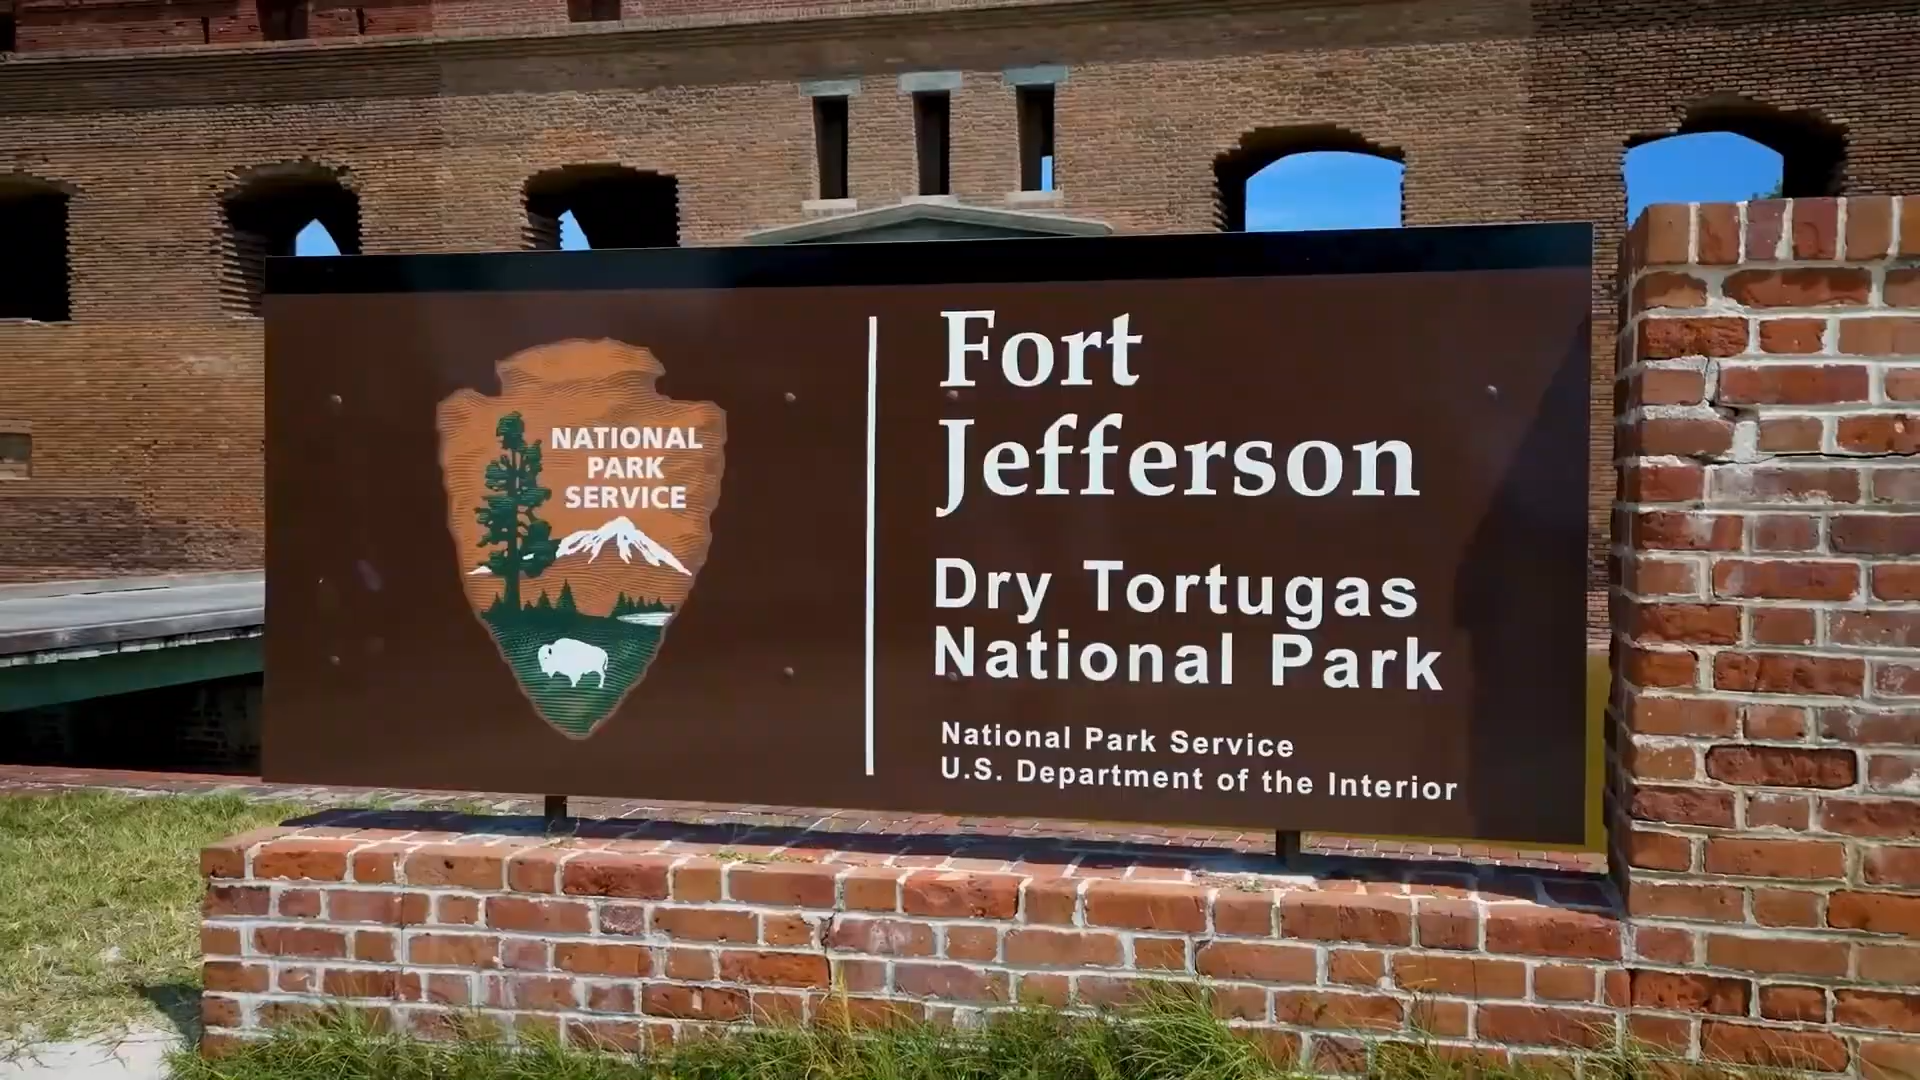 NATIONAL
PARK
SERVICE
Fort
Jefferson
Dry Tortugas
National Park
National Park Service
U.S. Department of the Interior